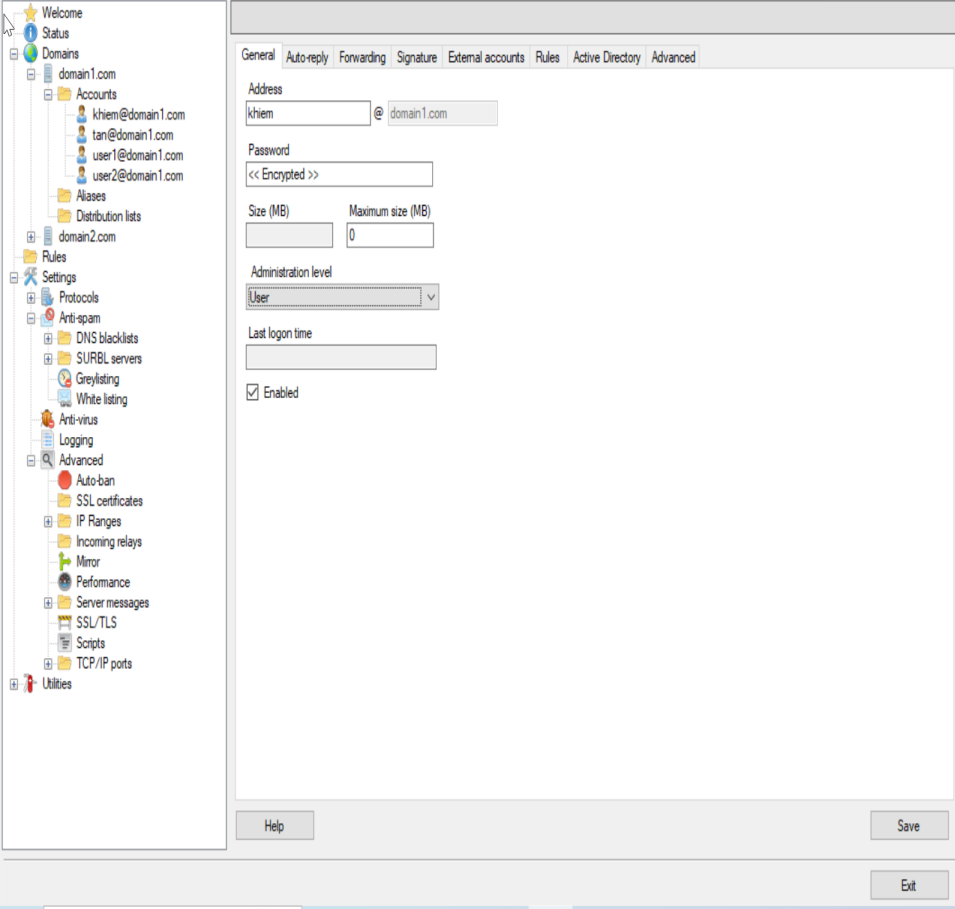 Welcome
Status
Domains
domain1.com
Accounts
khiem@domain1.com
tan@domain1.com
user1@domain1.com
user2@domain1.com
Aliases
Distribution lists
domain2.com
Rules
Settings
Protocols
Anti-spam
DNS blacklists
SURBL servers
Greylisting
White listing
Anti-virus
Logging
Advanced
Auto-ban
SSL certificates
IP Ranges
Incoming relays
Mirror
Performance
Server messages
SSL/TLS
Scripts
TCP/IP ports
Utilities
General Auto-reply Forwarding Signature External accounts Rules Active Directory Advanced
Address
khiem @ domain1.com
Password
<< Encrypted >>
Size (MB) Maximum size (MB)
0
Administration level
User
Last logon time
Enabled
Help Save
Exit